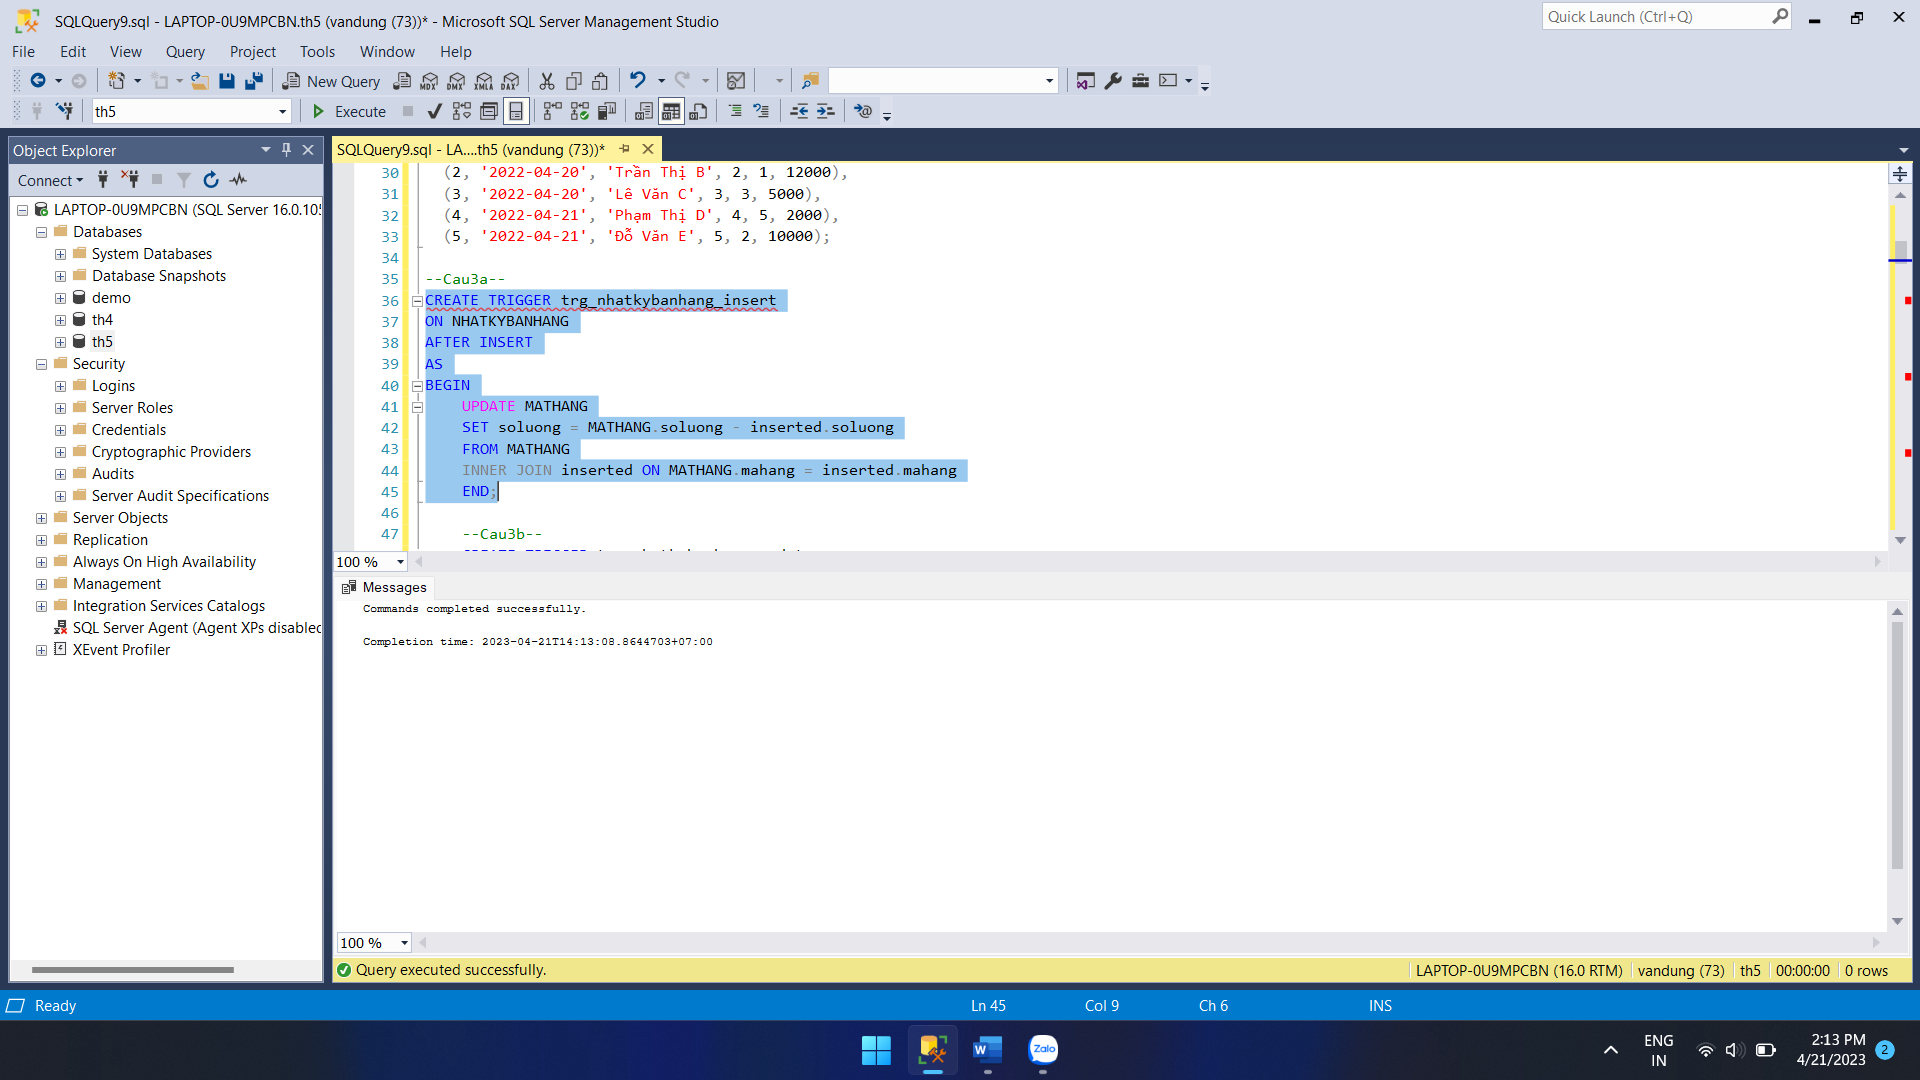 SQLQuery9.sql - LAPTOP-0U9MPCBN.th5 (vandung (73))* - Microsoft SQL Server Management Studio
Quick Launch (Ctrl+Q)
File Edit View Query Project Tools Window Help
New Query
MDX DMX XMLA DAX
th5
Execute
Object Explorer
SQLQuery9.sql - LA....th5 (vandung (73))*
Connect
LAPTOP-0U9MPCBN (SQL Server 16.0.105
Databases
System Databases
Database Snapshots
demo
th4
th5
Security
Logins
Server Roles
Credentials
Cryptographic Providers
Audits
Server Audit Specifications
Server Objects
Replication
Always On High Availability
Management
Integration Services Catalogs
SQL Server Agent (Agent XPs disabled
XEvent Profiler
30 (2, '2022-04-20', 'Trần Thị B', 2, 1, 12000),
31 (3, '2022-04-20', 'Lê Văn C', 3, 3, 5000),
32 (4, '2022-04-21', 'Phạm Thị D', 4, 5, 2000),
33 (5, '2022-04-21', 'Đỗ Văn E', 5, 2, 10000);
34
35 --Cau3a--
36 CREATE TRIGGER trg_nhatkybanhang_insert
37 ON NHATKYBANHANG
38 AFTER INSERT
39 AS
40 BEGIN
41 UPDATE MATHANG
42 SET soluong = MATHANG.soluong - inserted.soluong
43 FROM MATHANG
44 INNER JOIN inserted ON MATHANG.mahang = inserted.mahang
45 END;
46
47 --Cau3b--
100 %
Messages
Commands completed successfully.
Completion time: 2023-04-21T14:13:08.8644703+07:00
100 %
Query executed successfully.
LAPTOP-0U9MPCBN (16.0 RTM) vandung (73) th5 00:00:00 0 rows
Ready
Ln 45 Col 9 Ch 6 INS
Zalo
ENG
IN
2:13 PM
4/21/2023
2